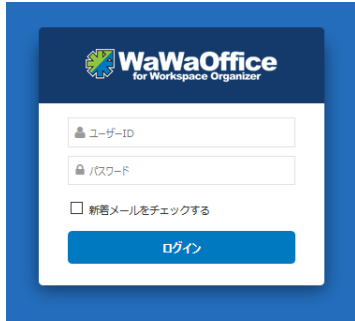 WaWaOffice
for Workspace Organizer
ユーザーID
パスワード
新着メールをチェックする
ログイン